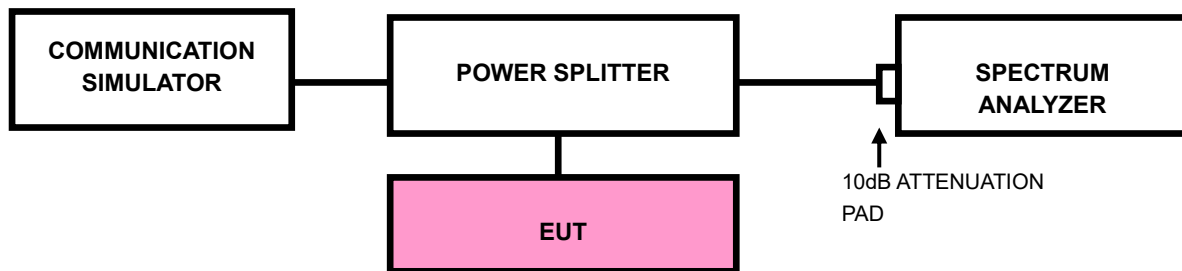 COMMUNICATION
SIMULATOR
POWER SPLITTER
SPECTRUM
ANALYZER
10dB ATTENUATION
PAD
EUT